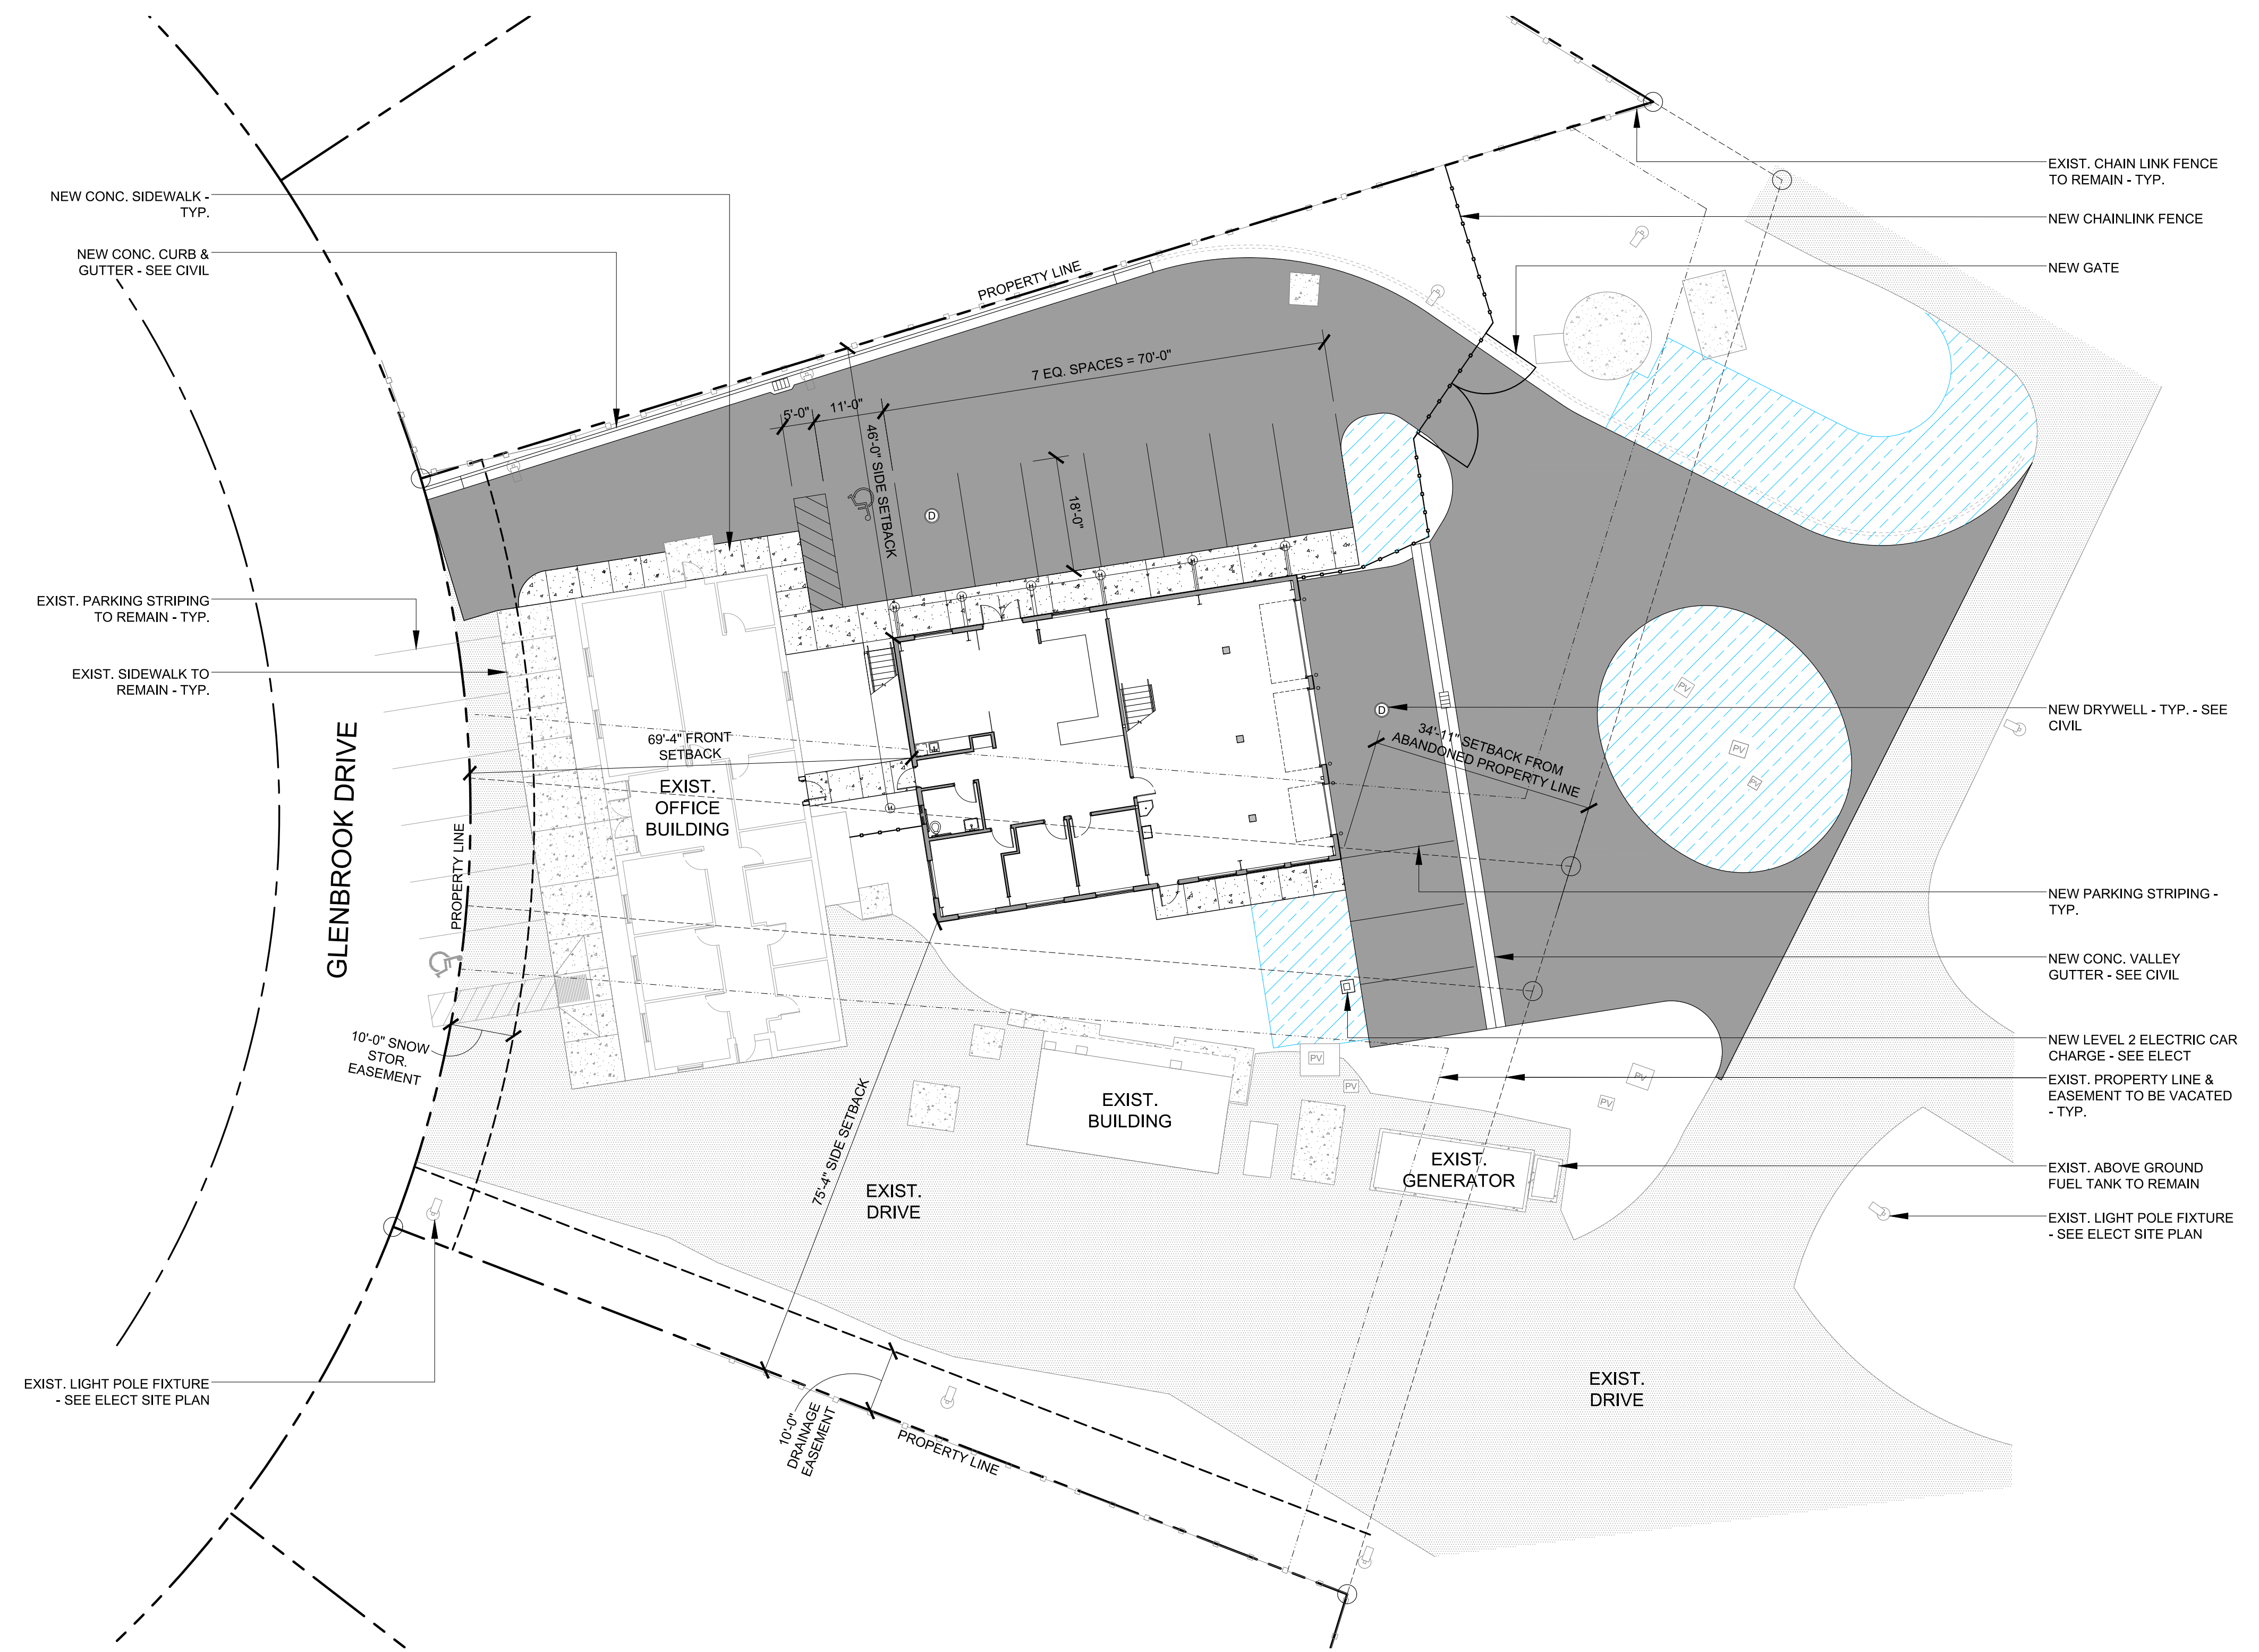 NEW CONC. SIDEWALK -
TYP.
NEW CONC. CURB &
GUTTER - SEE CIVIL
EXIST. PARKING STRIPING
TO REMAIN - TYP.
EXIST. SIDEWALK TO
REMAIN - TYP.
GLENBROOK DRIVE
PROPERTY LINE
10'-0" SNOW
STOR.
EASEMENT
EXIST. LIGHT POLE FIXTURE
- SEE ELECT SITE PLAN
PROPERTY LINE
7 EQ. SPACES = 70'-0"
5'-0"
11'-0"
46'-0" SIDE SETBACK
18'-0"
D
H
H
H
H
H
H
69'-4" FRONT
SETBACK
EXIST.
OFFICE
BUILDING
H
D
34'-11" SETBACK FROM
ABANDONED PROPERTY LINE
PV
PV
PV
75'-4" SIDE SETBACK
EXIST.
BUILDING
PV
PV
PV
PV
EXIST.
GENERATOR
EXIST.
DRIVE
EXIST.
DRIVE
10'-0"
DRAINAGE
EASEMENT
PROPERTY LINE
EXIST. CHAIN LINK FENCE
TO REMAIN - TYP.
NEW CHAINLINK FENCE
NEW GATE
NEW DRYWELL - TYP. - SEE
CIVIL
NEW PARKING STRIPING -
TYP.
NEW CONC. VALLEY
GUTTER - SEE CIVIL
NEW LEVEL 2 ELECTRIC CAR
CHARGE - SEE ELECT
EXIST. PROPERTY LINE &
EASEMENT TO BE VACATED
- TYP.
EXIST. ABOVE GROUND
FUEL TANK TO REMAIN
EXIST. LIGHT POLE FIXTURE
- SEE ELECT SITE PLAN